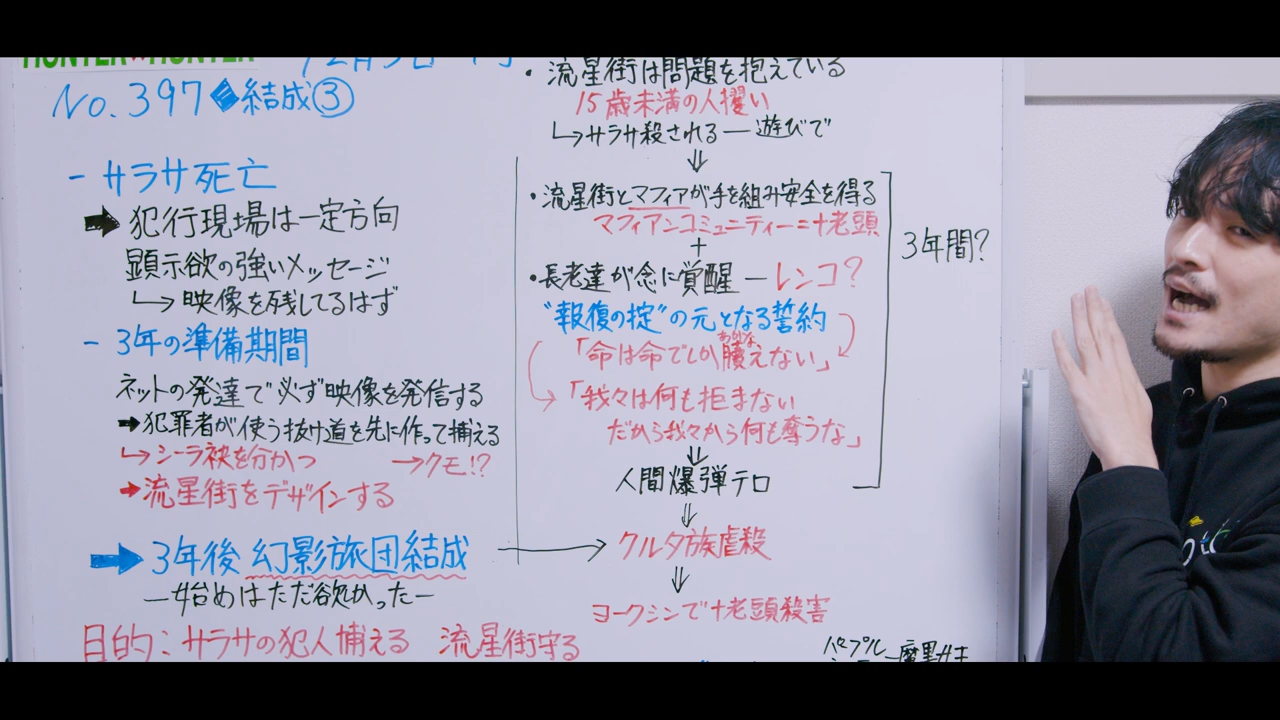 HUNTER×HUNTER
No.397◆結成③
- サラサ死亡
➡ 犯行現場は一定方向
顕示欲の強いメッセージ
↳ 映像を残してるはず
- 3年の準備期間
ネットの発達で必ず映像を発信する
➡犯罪者が使う抜け道を先に作って捕える
↳シーラ袂を分かつ →クモ!?
➡流星街をデザインする
➡ 3年後 幻影旅団結成
—始めはただ欲かった—
目的:サラサの犯人捕える 流星街守る
・流星街は問題を抱えている
15歳未満の人攫い
↳サラサ殺される — 遊びで
⇓
・流星街とマフィアが手を組み安全を得る
マフィアンコミュニティー=十老頭
+
・長老達が念に覚醒 — レンコ?
"報復の掟"の元となる誓約
「命は命でしか贖えない」
「我々は何も拒まない
だから我々から何も奪うな」
⇓
人間爆弾テロ
⇓
クルタ族虐殺
⇓
ヨークシンで十老頭殺害
3年間?